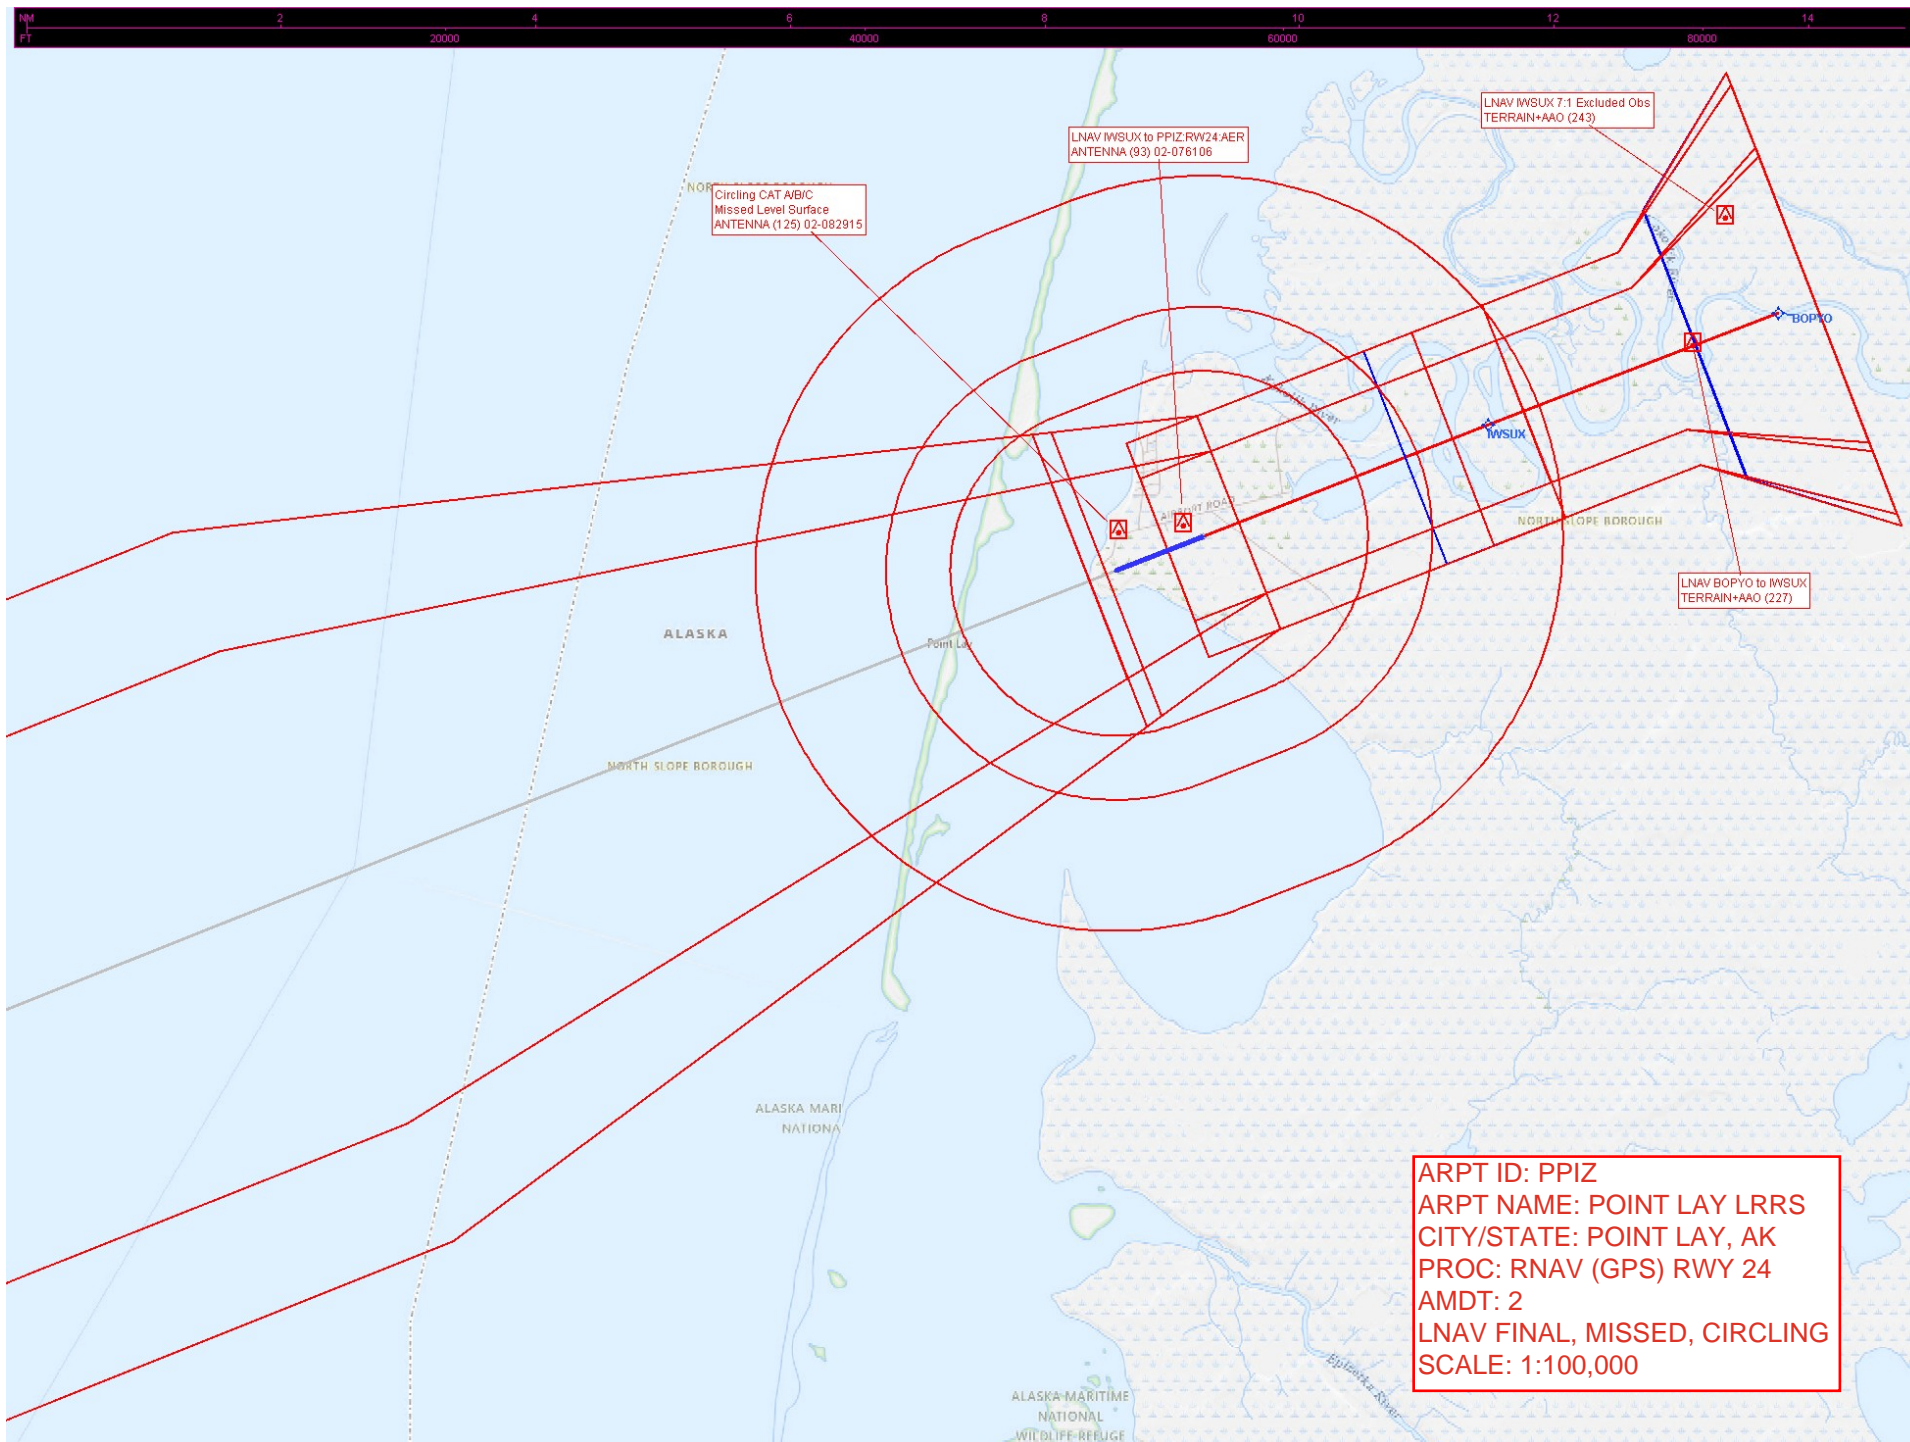 NM 2 4 6 8 10 12 14
FT 20000 40000 60000 80000
LNAV IWSUX 7:1 Excluded Obs
TERRAIN+AAO (243)
LNAV IWSUX to PPIZ:RW24:AER
ANTENNA (93) 02-076106
Circling CAT A/B/C
Missed Level Surface
ANTENNA (125) 02-082915
BOPYO
IWSUX
AIRPORT ROAD
NORTH SLOPE BOROUGH
LNAV BOPYO to IWSUX
TERRAIN+AAO (227)
ALASKA
Point Lay
NORTH SLOPE BOROUGH
ALASKA MARI
NATIONA
ARPT ID: PPIZ
ARPT NAME: POINT LAY LRRS
CITY/STATE: POINT LAY, AK
PROC: RNAV (GPS) RWY 24
AMDT: 2
LNAV FINAL, MISSED, CIRCLING
SCALE: 1:100,000
Epizetka River
ALASKA MARITIME
NATIONAL
WILDLIFE REFUGE